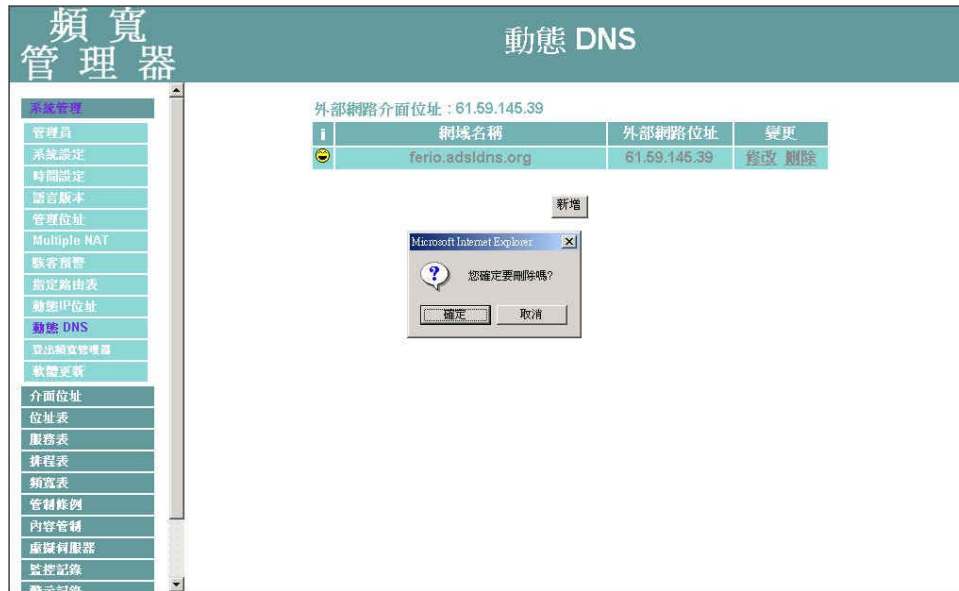 頻寬
管理器
動態 DNS
系統管理
管理員
系統設定
時間設定
語言版本
管理位址
Multiple NAT
駭客預警
指定路由表
動態IP位址
動態 DNS
登出頻寬管理器
軟體更新
介面位址
位址表
服務表
排程表
頻寬表
管制條例
內容管制
虛擬伺服器
監控記錄
警示記錄
外部網路介面位址 : 61.59.145.39
i 網域名稱 外部網路位址 變更
ferio.adsldns.org 61.59.145.39 修改 刪除
新增
Microsoft Internet Explorer
您確定要刪除嗎?
確定 取消